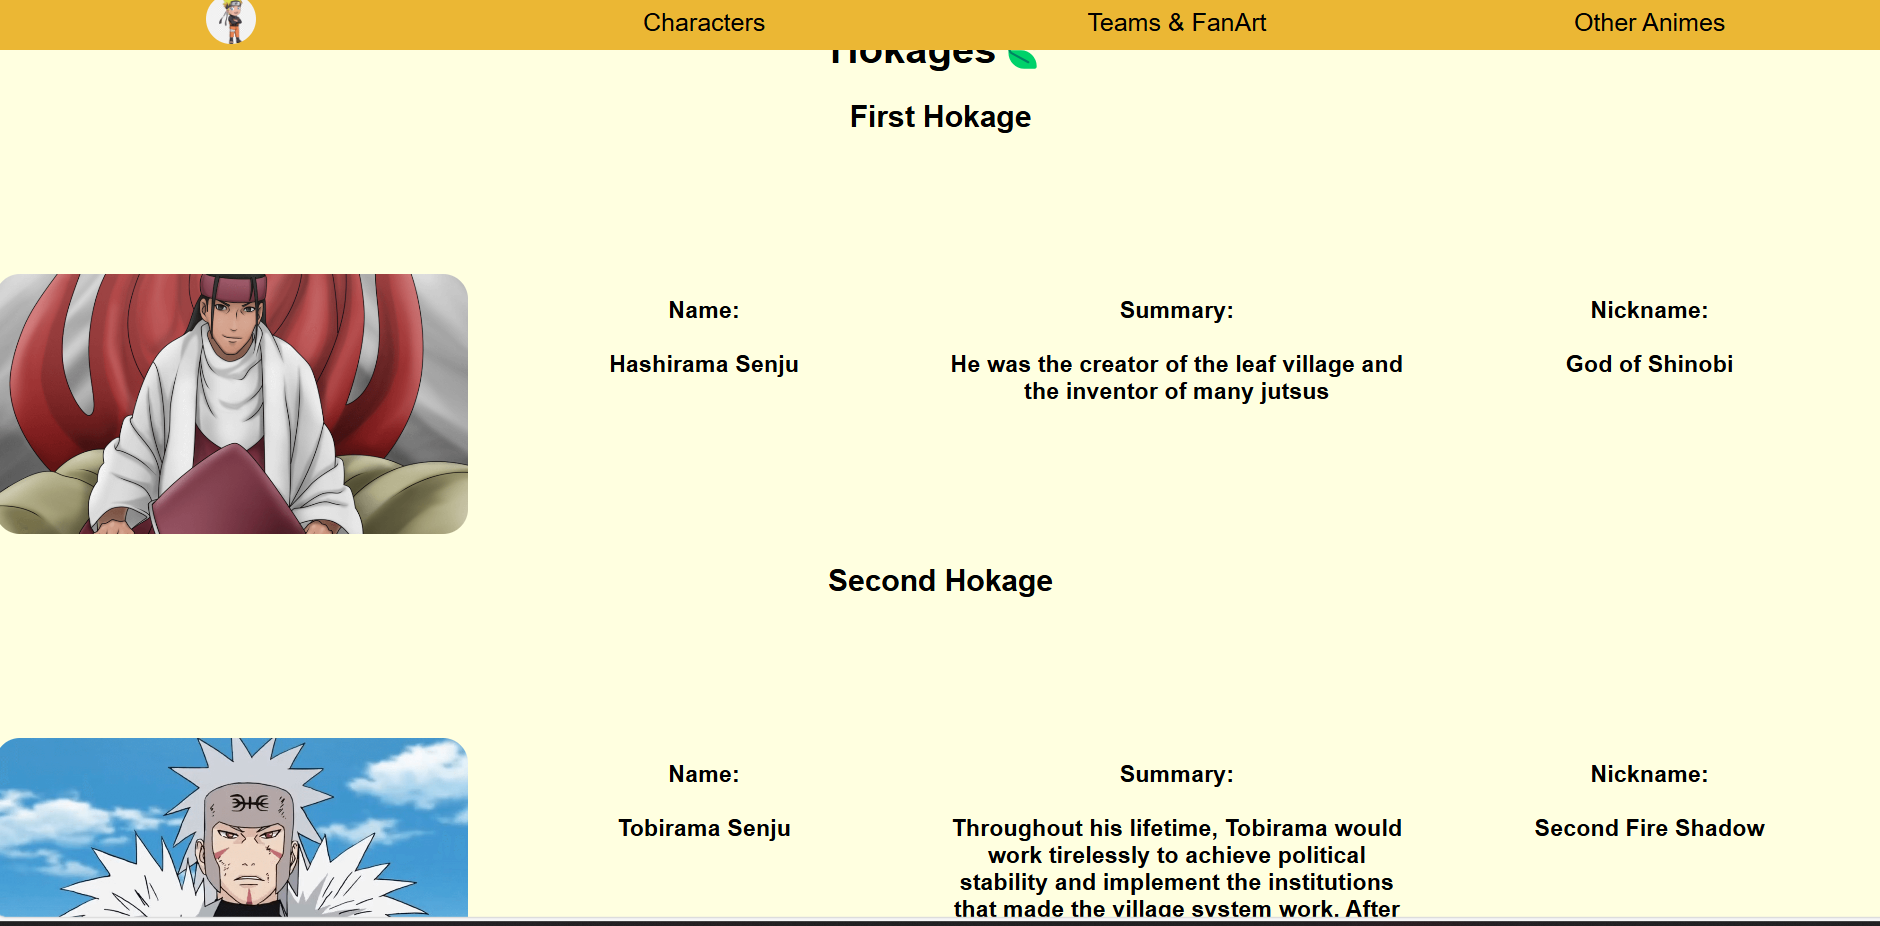 Characters
Teams & FanArt
Other Animes
Hokages
First Hokage
Name:
Hashirama Senju
Summary:
He was the creator of the leaf village and
the inventor of many jutsus
Nickname:
God of Shinobi
Second Hokage
Name:
Tobirama Senju
Summary:
Throughout his lifetime, Tobirama would
work tirelessly to achieve political
stability and implement the institutions
that made the village system work. After
Nickname:
Second Fire Shadow